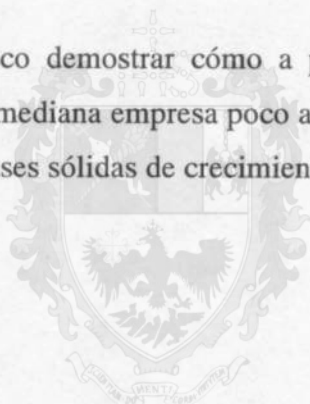 co demostrar cómo a p
mediana empresa poco a
ses sólidas de crecimien